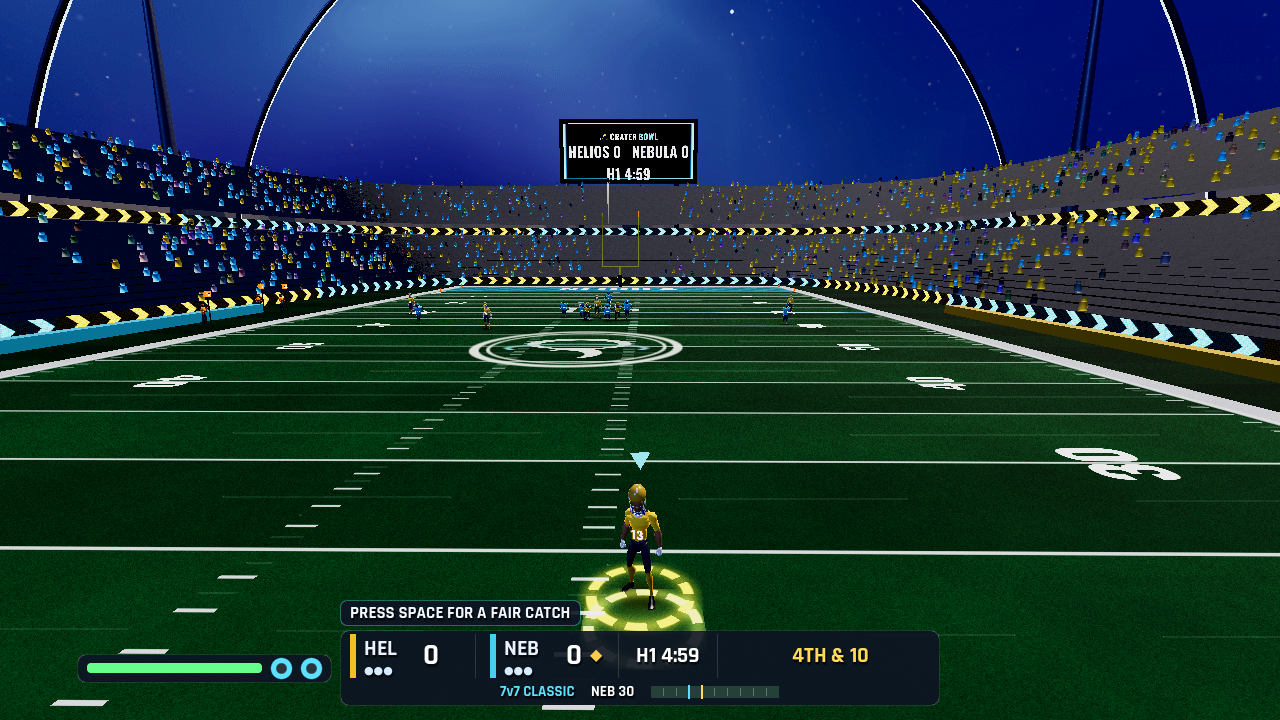 CRATER BOWL
HELIOS 0 NEBULA 0
H1 4:59
13
PRESS SPACE FOR A FAIR CATCH
HEL 0 NEB 0 H1 4:59 4TH & 10
7v7 CLASSIC NEB 30